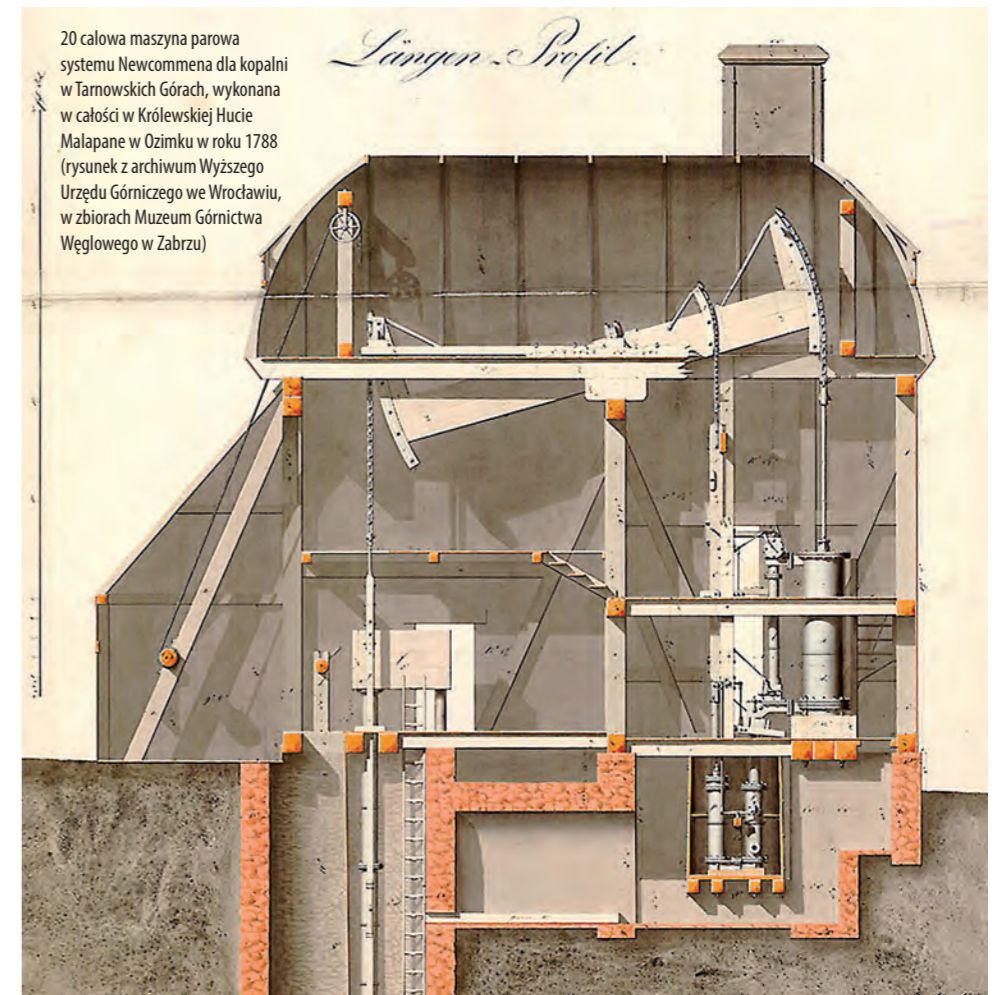 20 calowa maszyna parowa
systemu Newcommena dla kopalni
w Tarnowskich Górach, wykonana
w całości w Królewskiej Hucie
Malapane w Ozimku w roku 1788
(rysunek z archiwum Wyższego
Urzędu Górniczego we Wrocławiu,
w zbiorach Muzeum Górnictwa
Węglowego w Zabrzu)
Längen-Profil.